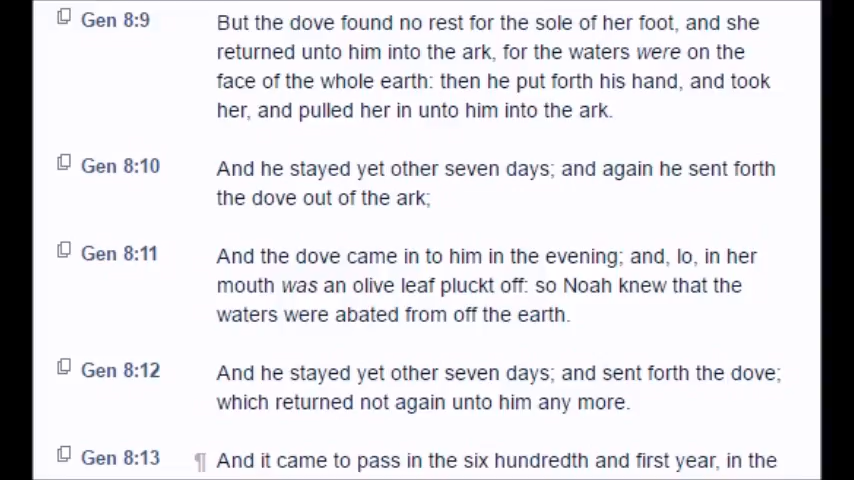 Gen 8:9 But the dove found no rest for the sole of her foot, and she
returned unto him into the ark, for the waters were on the
face of the whole earth: then he put forth his hand, and took
her, and pulled her in unto him into the ark.
Gen 8:10 And he stayed yet other seven days; and again he sent forth
the dove out of the ark;
Gen 8:11 And the dove came in to him in the evening; and, lo, in her
mouth was an olive leaf pluckt off: so Noah knew that the
waters were abated from off the earth.
Gen 8:12 And he stayed yet other seven days; and sent forth the dove;
which returned not again unto him any more.
Gen 8:13 ¶ And it came to pass in the six hundredth and first year, in the